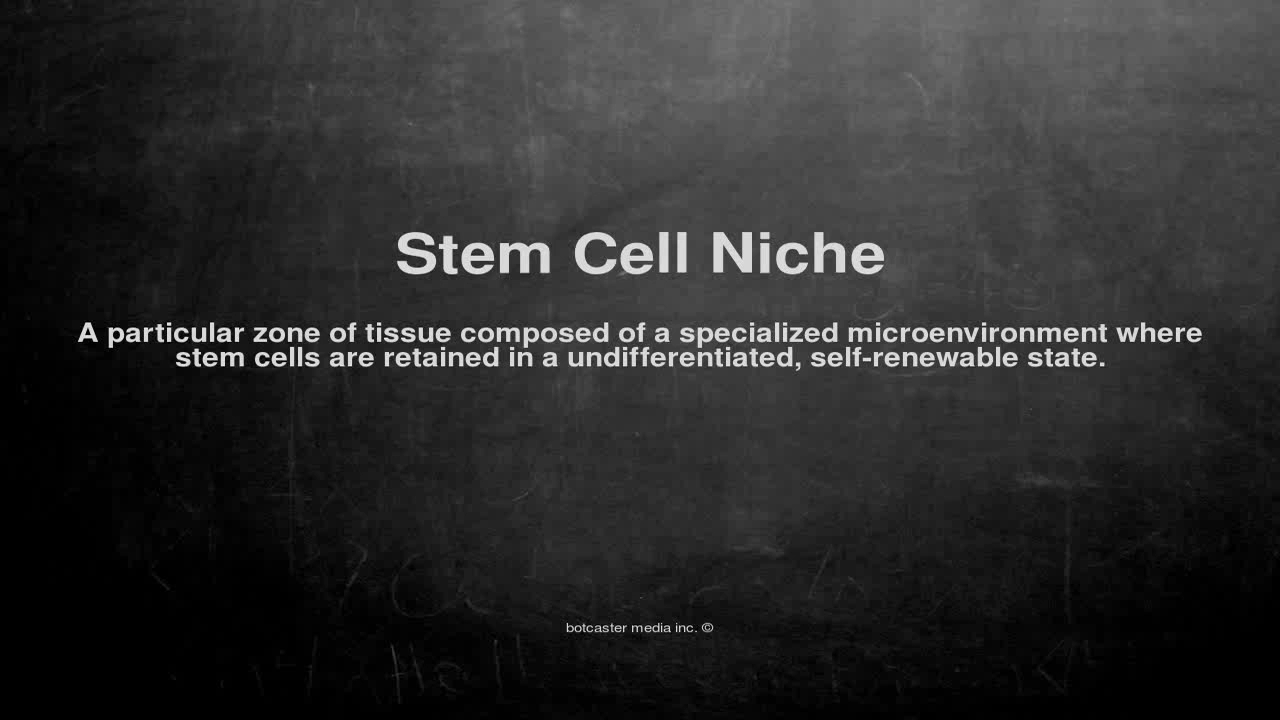 Stem Cell Niche
A particular zone of tissue composed of a specialized microenvironment where
stem cells are retained in a undifferentiated, self-renewable state.
botcaster media inc. ©